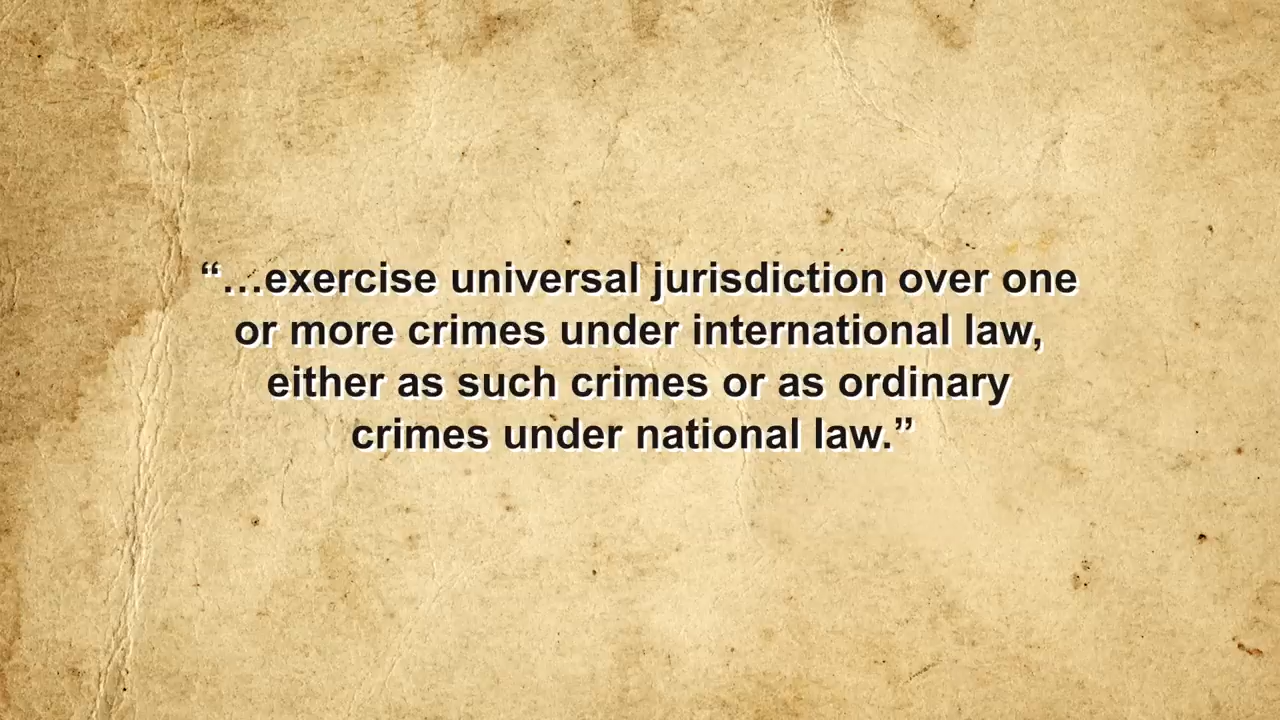 “…exercise universal jurisdiction over one
or more crimes under international law,
either as such crimes or as ordinary
crimes under national law.”